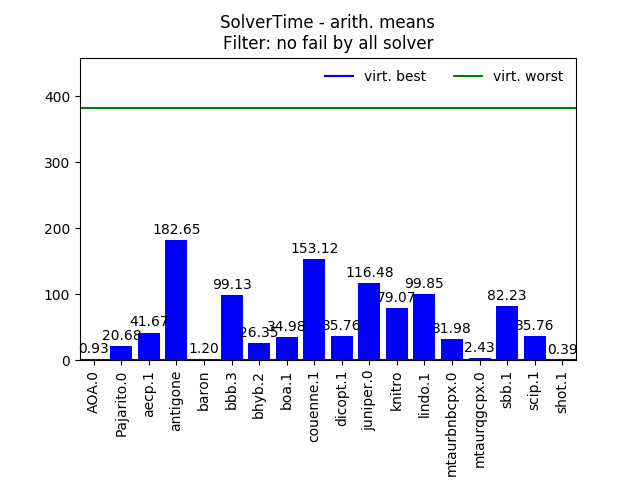 SolverTime - arith. means
Filter: no fail by all solver
virt. best
virt. worst
400
300
200
100
0
0.93
20.68
41.67
182.65
1.20
99.13
26.35
34.98
153.12
35.76
116.48
79.07
99.85
31.98
2.43
82.23
35.76
0.39
AOA.0
Pajarito.0
aecp.1
antigone
baron
bbb.3
bhyb.2
boa.1
couenne.1
dicopt.1
juniper.0
knitro
lindo.1
mtaurbnbcpx.0
mtaurqgcpx.0
sbb.1
scip.1
shot.1